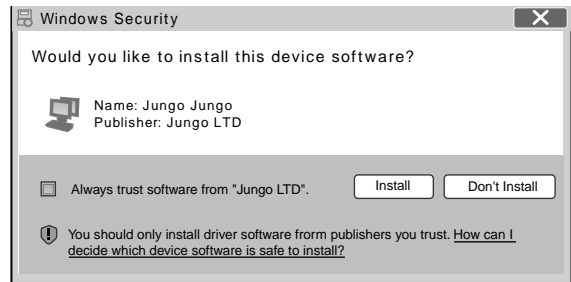 Windows Security
Would you like to install this device software?
Name: Jungo Jungo
Publisher: Jungo LTD
Always trust software from "Jungo LTD".
Install
Don't Install
You should only install driver software frorm publishers you trust. How can I
decide which device software is safe to install?